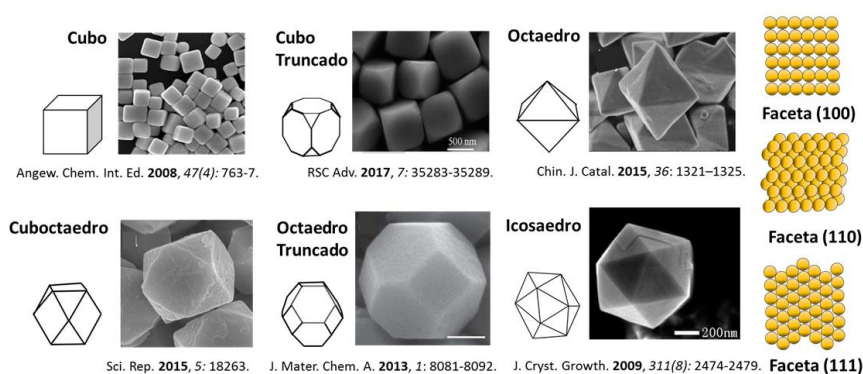 Cubo
Angew. Chem. Int. Ed. 2008, 47(4): 763-7.
Cubo
Truncado
500 nm
RSC Adv. 2017, 7: 35283-35289.
Octaedro
Chin. J. Catal. 2015, 36: 1321–1325.
Faceta (100)
Cuboctaedro
Sci. Rep. 2015, 5: 18263.
Octaedro
Truncado
J. Mater. Chem. A. 2013, 1: 8081-8092.
Icosaedro
200nm
J. Cryst. Growth. 2009, 311(8): 2474-2479.
Faceta (110)
Faceta (111)